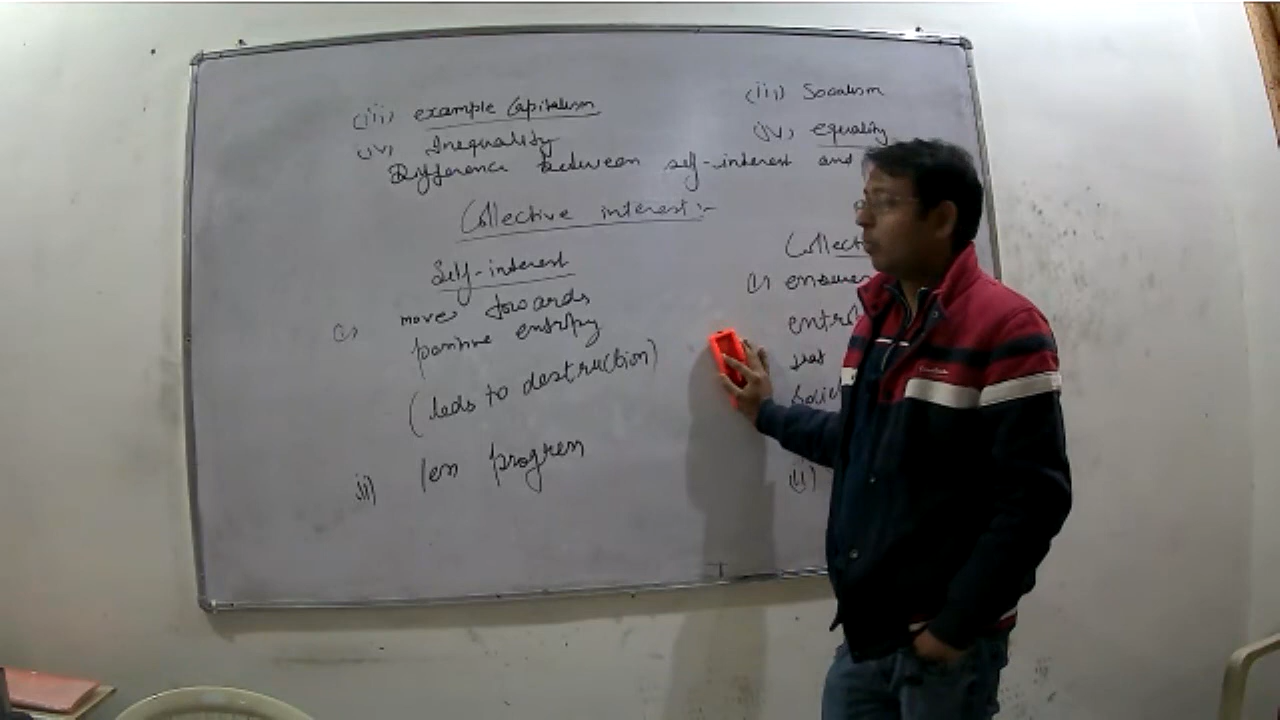 (iii) example Capitalism
(iii) Socialism
(iv) Inequality
(iv) equality
Difference between self-interest and
Collective interest :-
Self-interest
(i) moves towards
positive entropy
(leds to destruction)
ii) less progress
Collect
(i) ensures
entro
(ii)